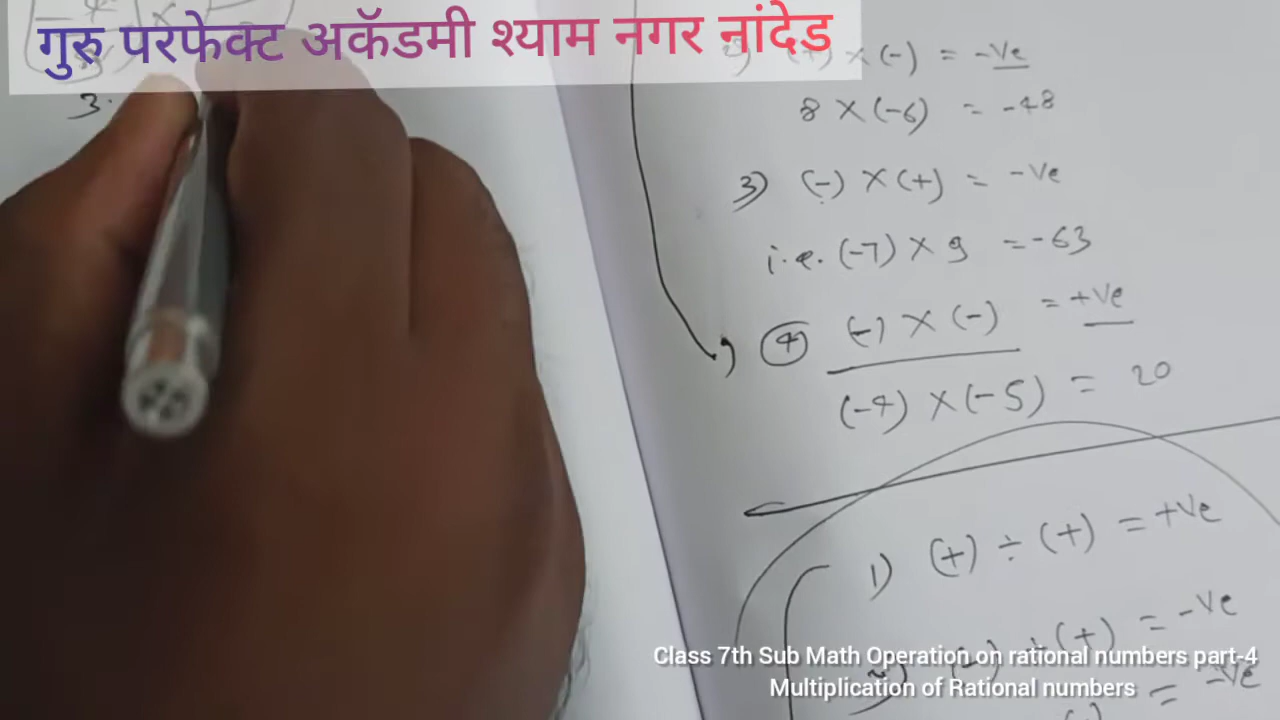 गुरु परफेक्ट अकॅडमी श्याम नगर नांदेड
3.
× (-) = -ve
8 × (-6) = -48
3) (-) × (+) = -ve
i.e. (-7) × 9 = -63
4) (-) × (-) = +ve
(-4) × (-5) = 20
1) (+) ÷ (+) = +ve
(-) ÷ (+) = -ve
= -ve
Class 7th Sub Math Operation on rational numbers part-4
Multiplication of Rational numbers